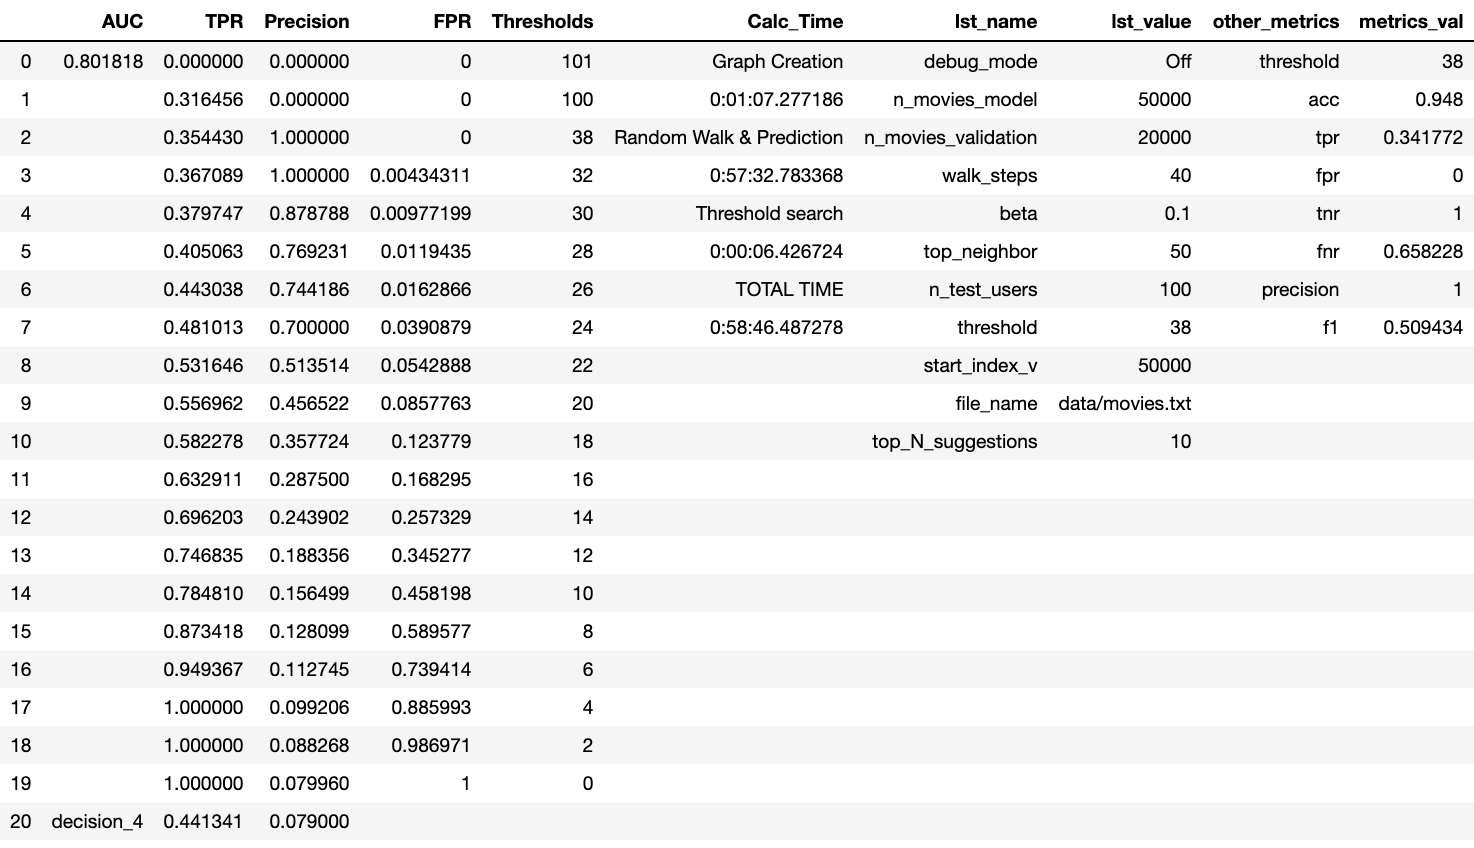 AUC TPR Precision FPR Thresholds Calc_Time lst_name lst_value other_metrics metrics_val
0 0.801818 0.000000 0.000000 0 101 Graph Creation debug_mode Off threshold 38
1 0.316456 0.000000 0 100 0:01:07.277186 n_movies_model 50000 acc 0.948
2 0.354430 1.000000 0 38 Random Walk & Prediction n_movies_validation 20000 tpr 0.341772
3 0.367089 1.000000 0.00434311 32 0:57:32.783368 walk_steps 40 fpr 0
4 0.379747 0.878788 0.00977199 30 Threshold search beta 0.1 tnr 1
5 0.405063 0.769231 0.0119435 28 0:00:06.426724 top_neighbor 50 fnr 0.658228
6 0.443038 0.744186 0.0162866 26 TOTAL TIME n_test_users 100 precision 1
7 0.481013 0.700000 0.0390879 24 0:58:46.487278 threshold 38 f1 0.509434
8 0.531646 0.513514 0.0542888 22 start_index_v 50000
9 0.556962 0.456522 0.0857763 20 file_name data/movies.txt
10 0.582278 0.357724 0.123779 18 top_N_suggestions 10
11 0.632911 0.287500 0.168295 16
12 0.696203 0.243902 0.257329 14
13 0.746835 0.188356 0.345277 12
14 0.784810 0.156499 0.458198 10
15 0.873418 0.128099 0.589577 8
16 0.949367 0.112745 0.739414 6
17 1.000000 0.099206 0.885993 4
18 1.000000 0.088268 0.986971 2
19 1.000000 0.079960 1 0
20 decision_4 0.441341 0.079000